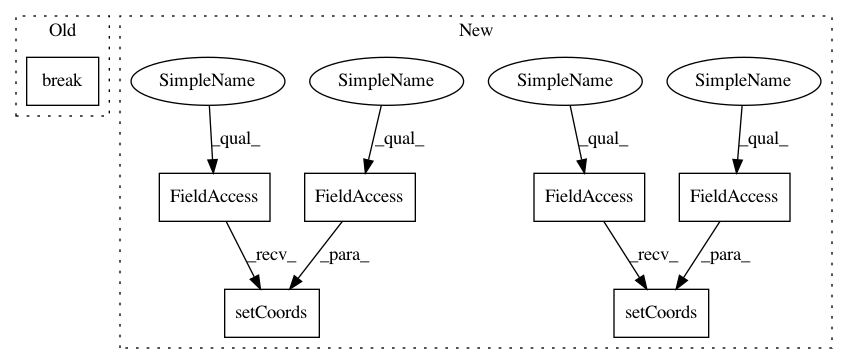 Old
New
break
SimpleName
SimpleName
SimpleName
SimpleName
_qual_
_qual_
_qual_
_qual_
FieldAccess
FieldAccess
FieldAccess
FieldAccess
_recv_
_para_
_recv_
_para_
setCoords
setCoords